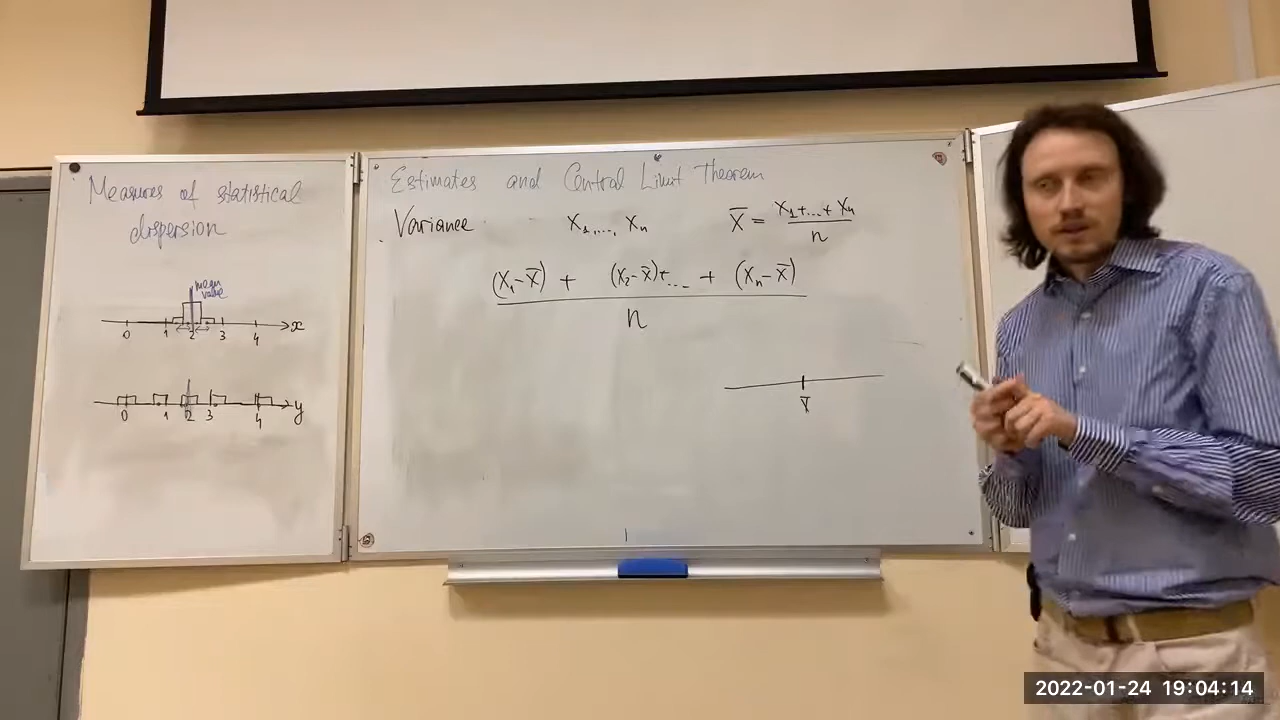 Measures of statistical
dispersion
mean
value
0 1 2 3 4 x
0 1 2 3 4 y
Estimates and Central Limit Theorem
Variance x₁,..., xₙ x̄ = x₁+...+xₙ / n
(x₁-x̄) + (x₂-x̄)+... + (xₙ-x̄)
n
x̄
2022-01-24 19:04:14